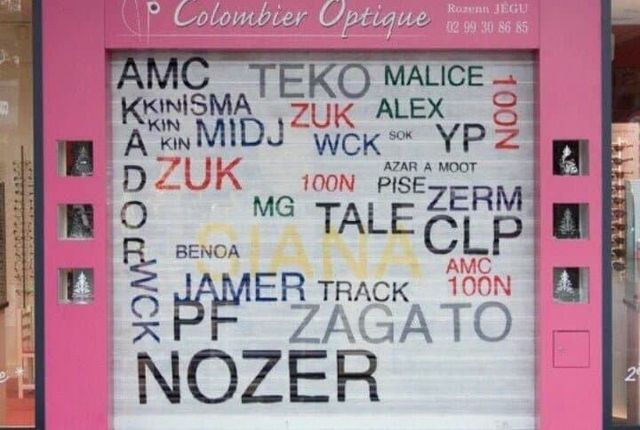 Colombier Optique
Rozenn JÉGU
02 99 30 86 85
AMC
TEKO
MALICE
100N
KADOR
KINISMA
KIN
KIN
MIDJ
ZUK
ALEX
WCK
SOK
YP
ZUK
100N
AZAR A MOOT
PISE
ZERM
MG
TALE
CLP
BENOA
SIANA
AMC
100N
WCK
JAMER
TRACK
PF
ZAGATO
NOZER